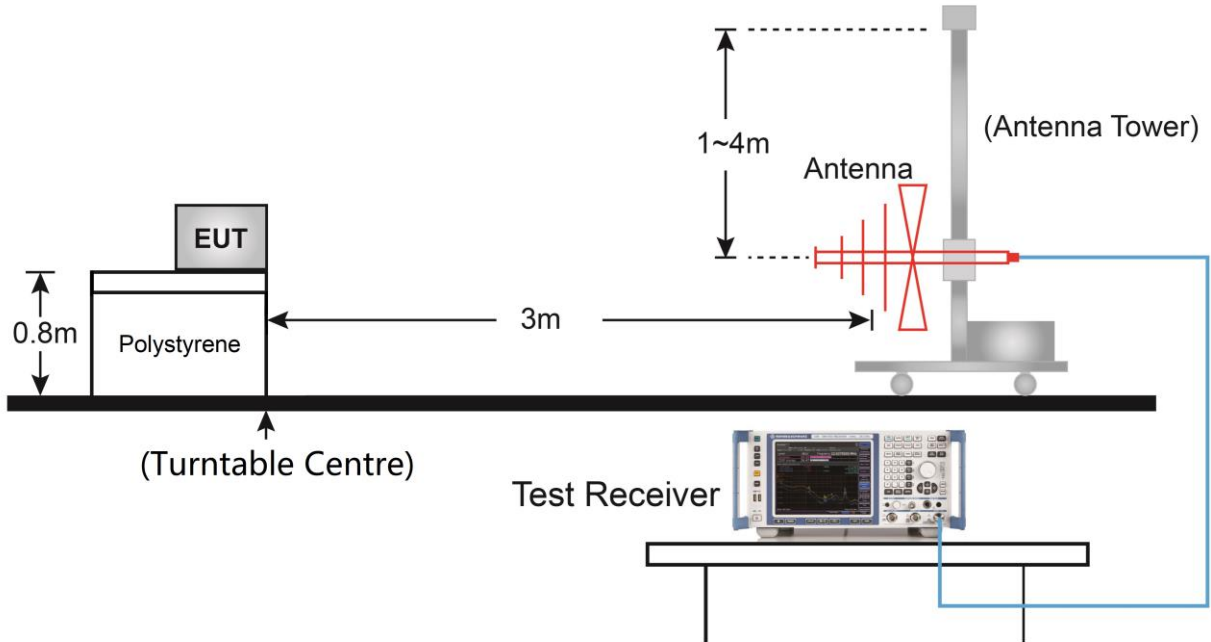 1~4m
(Antenna Tower)
Antenna
EUT
3m
0.8m
Polystyrene
(Turntable Centre)
Test Receiver